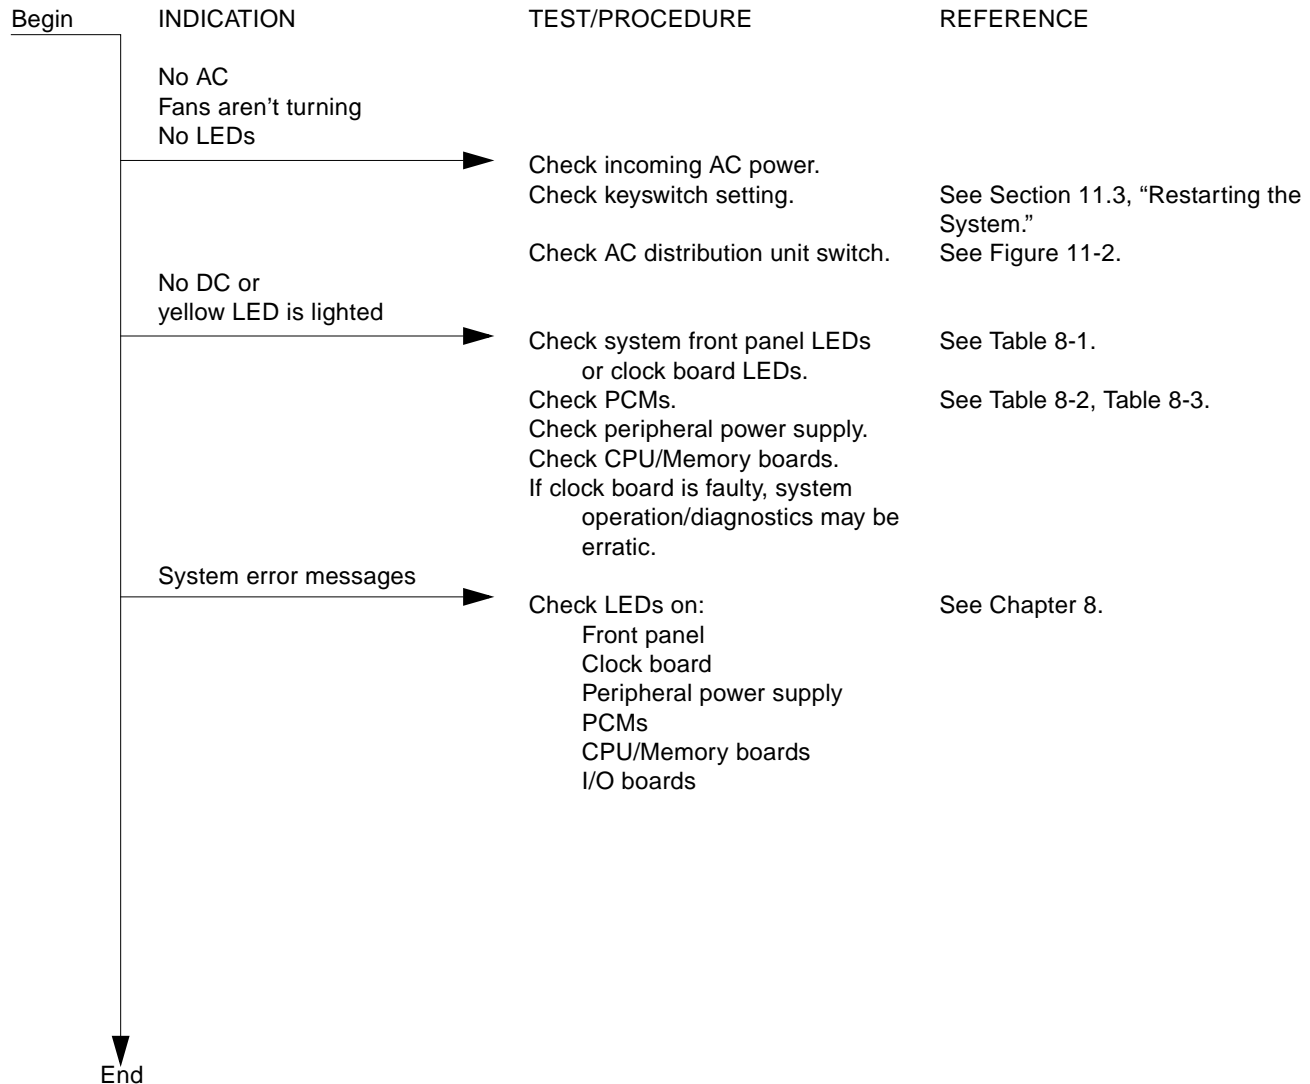 Begin INDICATION TEST/PROCEDURE REFERENCE
No AC
Fans aren’t turning
No LEDs
Check incoming AC power.
Check keyswitch setting. See Section 11.3, “Restarting the
System.”
Check AC distribution unit switch. See Figure 11-2.
No DC or
yellow LED is lighted
Check system front panel LEDs See Table 8-1.
or clock board LEDs.
Check PCMs. See Table 8-2, Table 8-3.
Check peripheral power supply.
Check CPU/Memory boards.
If clock board is faulty, system
operation/diagnostics may be
erratic.
System error messages
Check LEDs on: See Chapter 8.
Front panel
Clock board
Peripheral power supply
PCMs
CPU/Memory boards
I/O boards
End